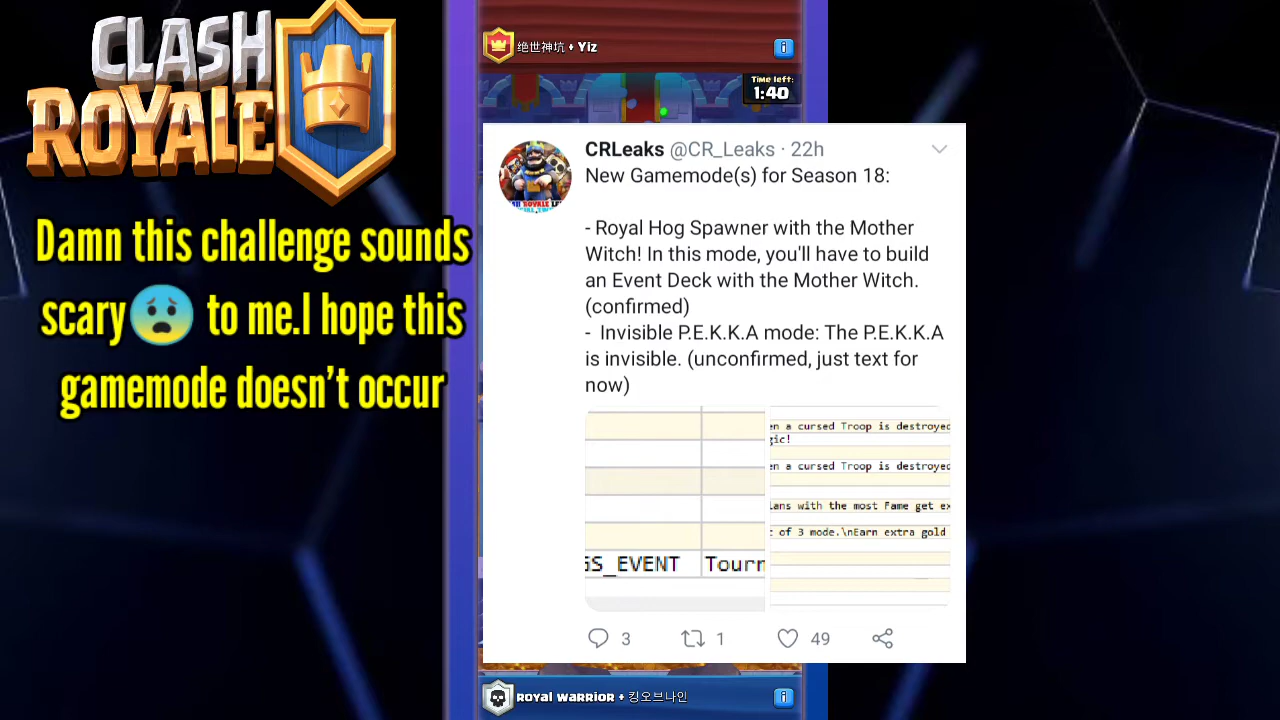 CLASH
ROYALE
Damn this challenge sounds
scary😨 to me.I hope this
gamemode doesn't occur
绝世神坑 + Yiz
Time left:
1:40
CRLeaks @CR_Leaks · 22h
New Gamemode(s) for Season 18:
- Royal Hog Spawner with the Mother
Witch! In this mode, you'll have to build
an Event Deck with the Mother Witch.
(confirmed)
- Invisible P.E.K.K.A mode: The P.E.K.K.A
is invisible. (unconfirmed, just text for
now)
GS_EVENT Tourn
en a cursed Troop is destroyed
gic!
en a cursed Troop is destroyed
lans with the most Fame get ex
t of 3 mode.\nEarn extra gold
3 1 49
Royal Warrior + 킹오브나인